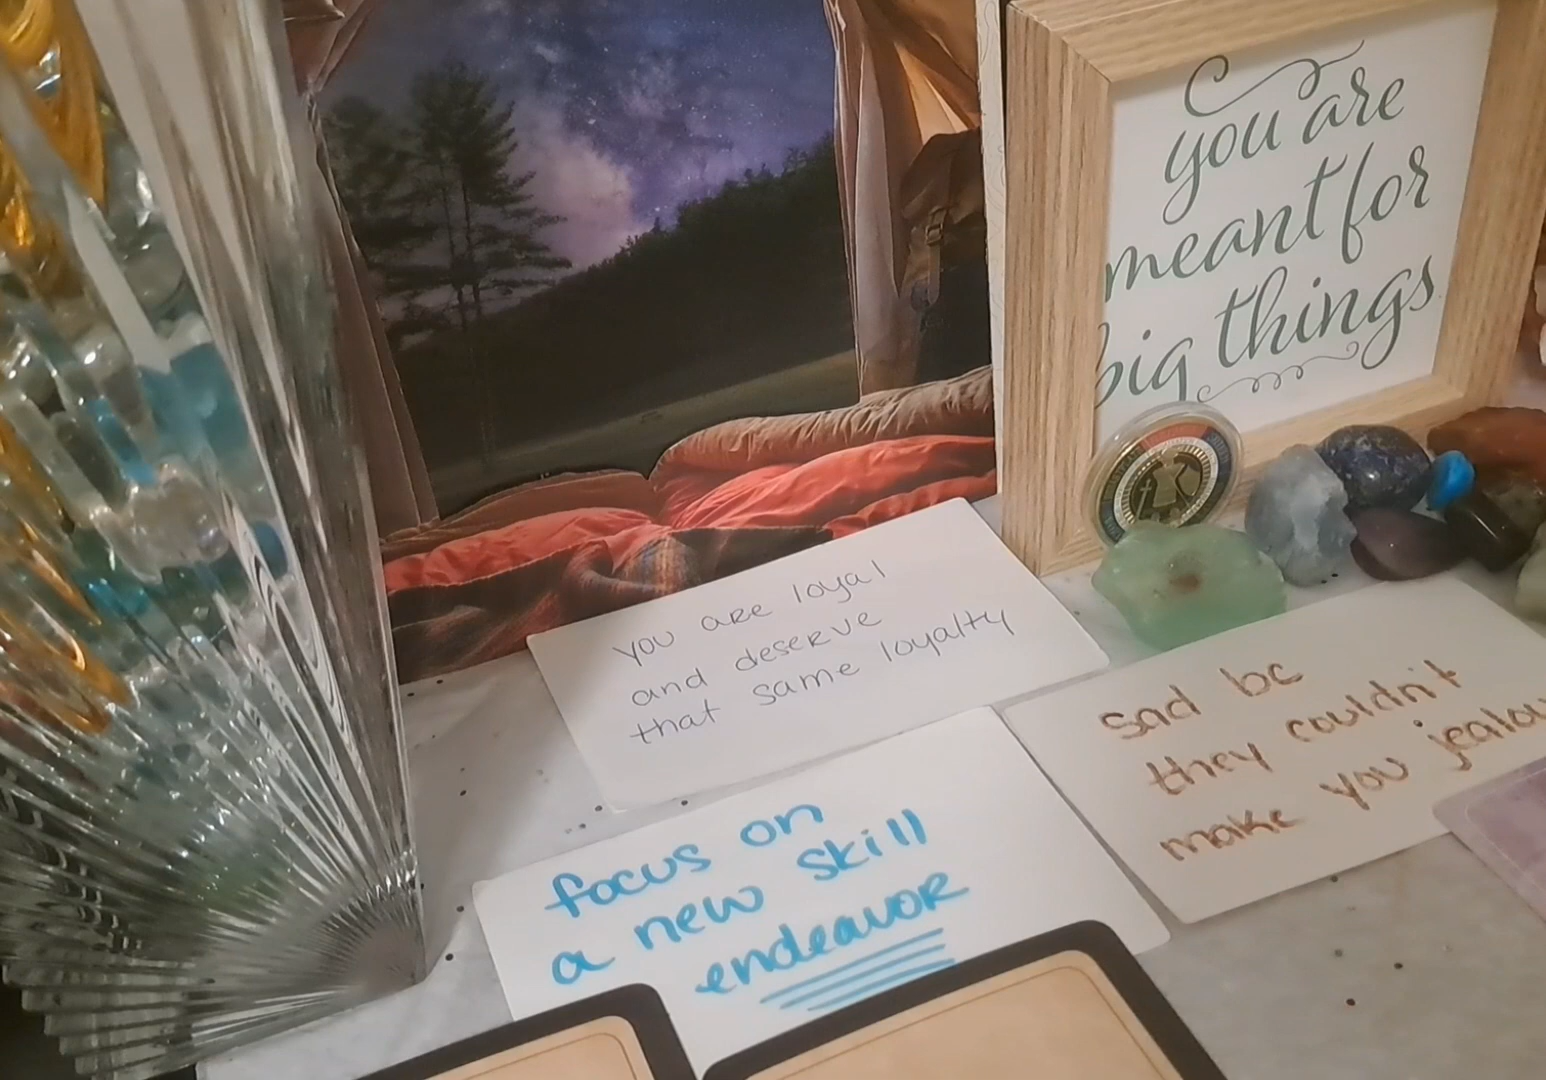 you are
meant for
big things
you are loyal
and deserve
that same loyalty
sad bc
they couldn't
make you
focus on
a new skill
endeavor